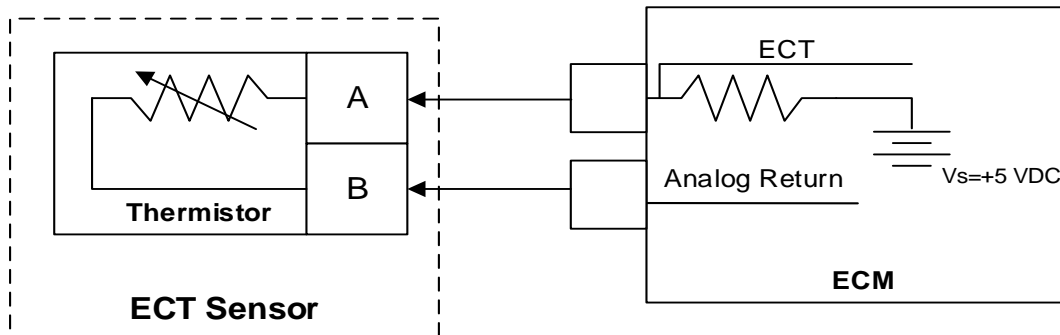 ECT
A
Analog Return
Vs=+5 VDC
B
Thermistor
ECM
ECT Sensor